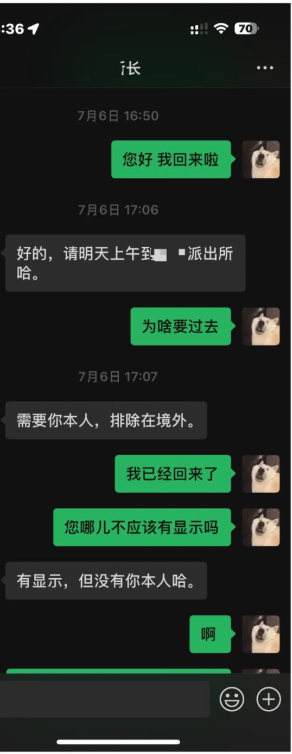 :36
70
长
7月6日 16:50
您好 我回来啦
7月6日 17:06
好的，请明天上午到 派出所
哈。
为啥要过去
7月6日 17:07
需要你本人，排除在境外。
我已经回来了
您哪儿不应该有显示吗
有显示，但没有你本人哈。
啊